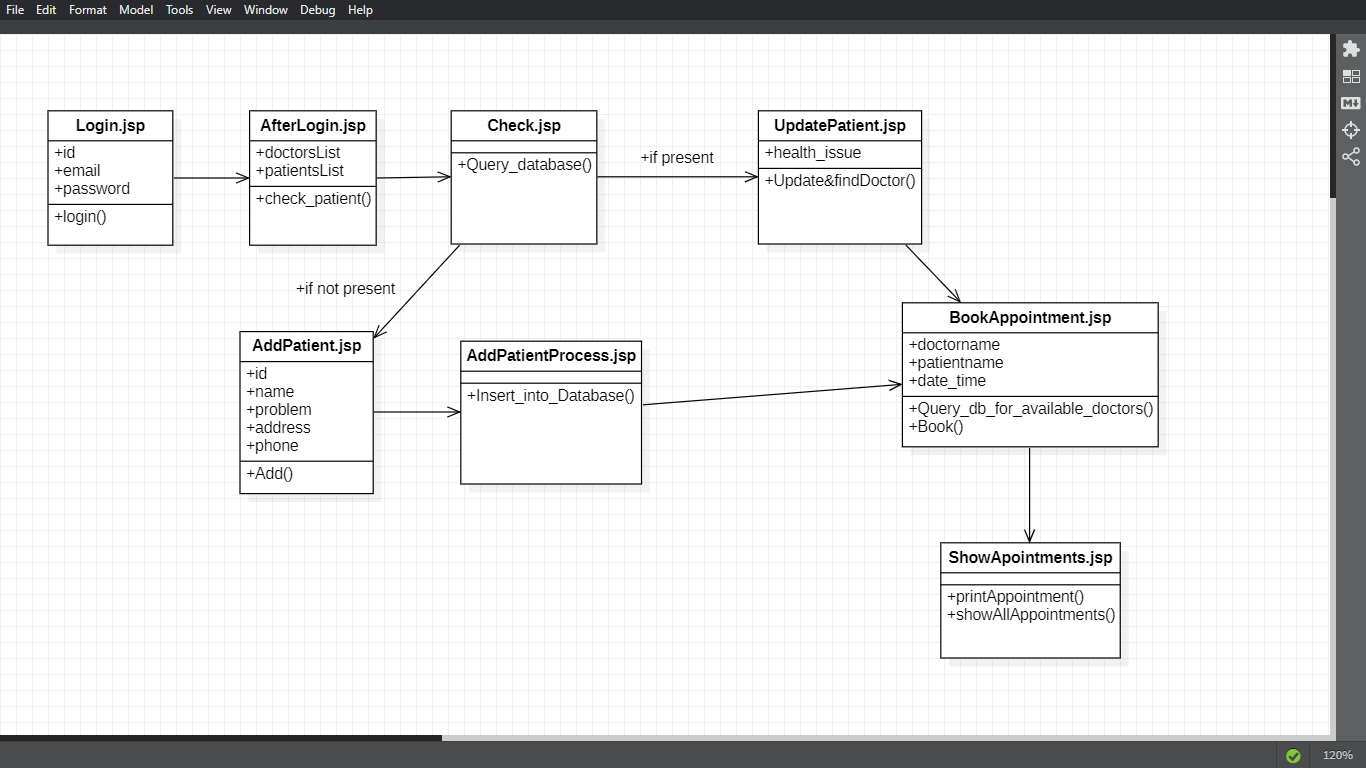 File Edit Format Model Tools View Window Debug Help
Login.jsp
+id
+email
+password
+login()
AfterLogin.jsp
+doctorsList
+patientsList
+check_patient()
Check.jsp
+Query_database()
+if present
UpdatePatient.jsp
+health_issue
+Update&findDoctor()
+if not present
AddPatient.jsp
+id
+name
+problem
+address
+phone
+Add()
AddPatientProcess.jsp
+Insert_into_Database()
BookAppointment.jsp
+doctorname
+patientname
+date_time
+Query_db_for_available_doctors()
+Book()
ShowApointments.jsp
+printAppointment()
+showAllAppointments()
M
120%